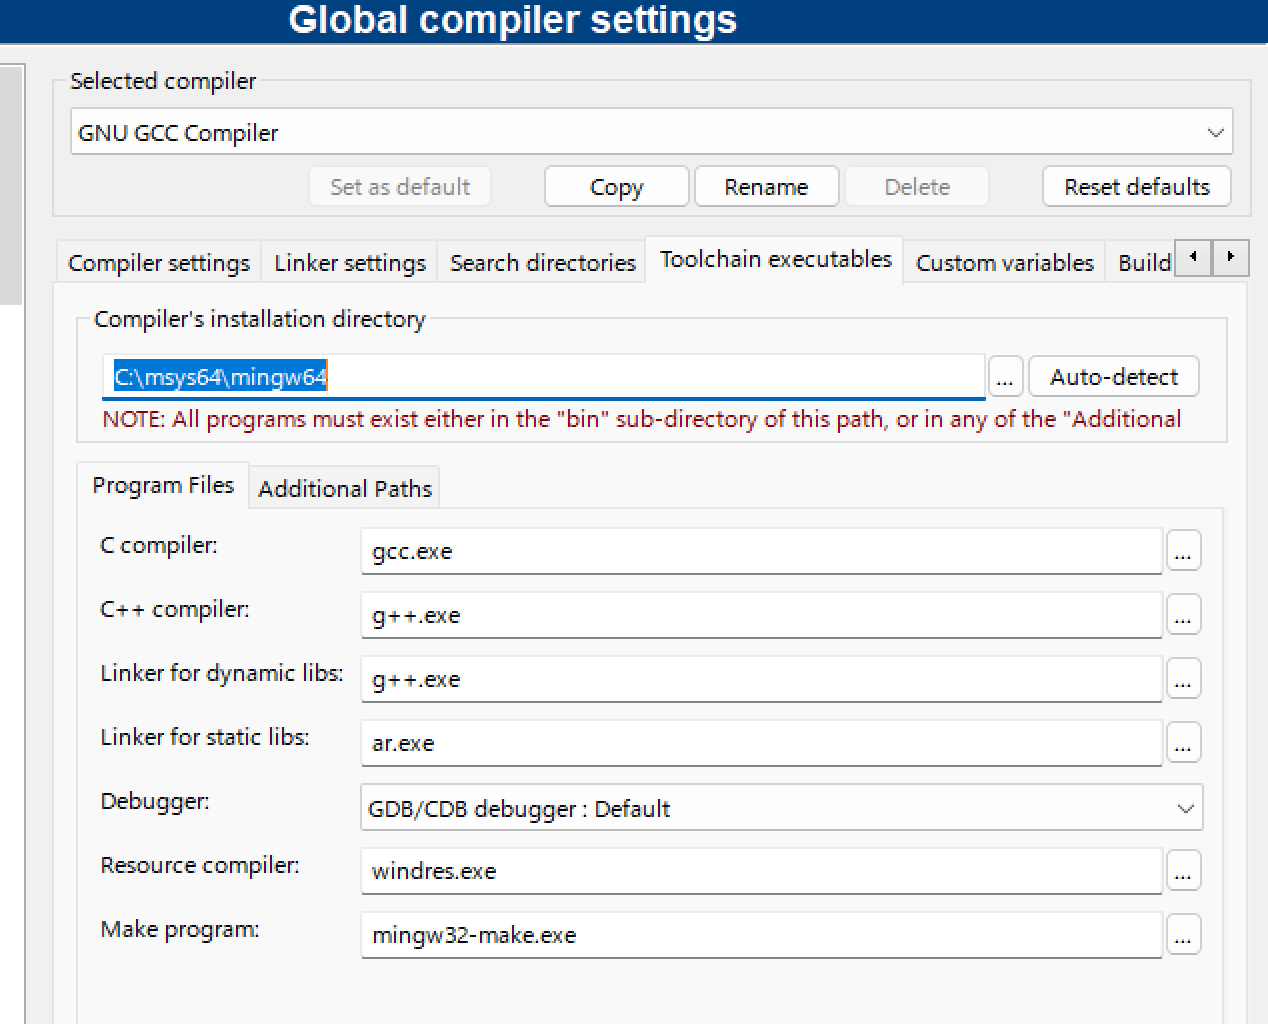 Global compiler settings
Selected compiler
GNU GCC Compiler
Set as default Copy Rename Delete Reset defaults
Compiler settings Linker settings Search directories Toolchain executables Custom variables Build
Compiler's installation directory
C:\msys64\mingw64 ... Auto-detect
NOTE: All programs must exist either in the "bin" sub-directory of this path, or in any of the "Additional
Program Files Additional Paths
C compiler: gcc.exe ...
C++ compiler: g++.exe ...
Linker for dynamic libs: g++.exe ...
Linker for static libs: ar.exe ...
Debugger: GDB/CDB debugger : Default
Resource compiler: windres.exe ...
Make program: mingw32-make.exe ...